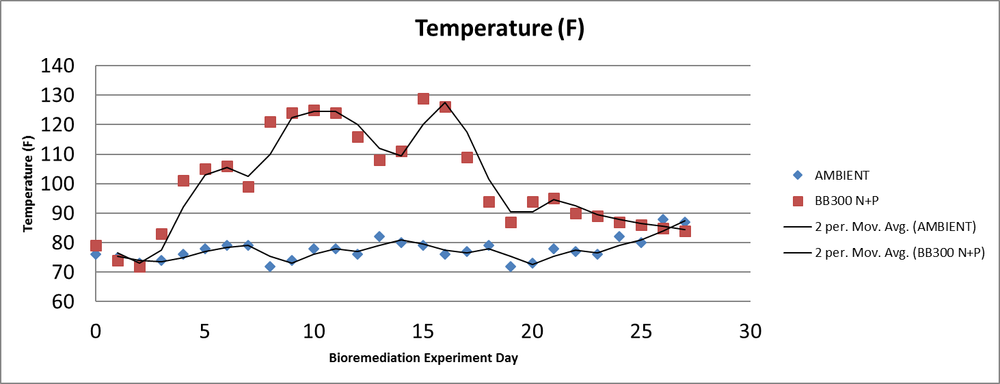 Temperature (F)
140
130
120
110
100
90
80
70
60
Temperature (F)
0 5 10 15 20 25 30
Bioremediation Experiment Day
AMBIENT
BB300 N+P
2 per. Mov. Avg. (AMBIENT)
2 per. Mov. Avg. (BB300 N+P)